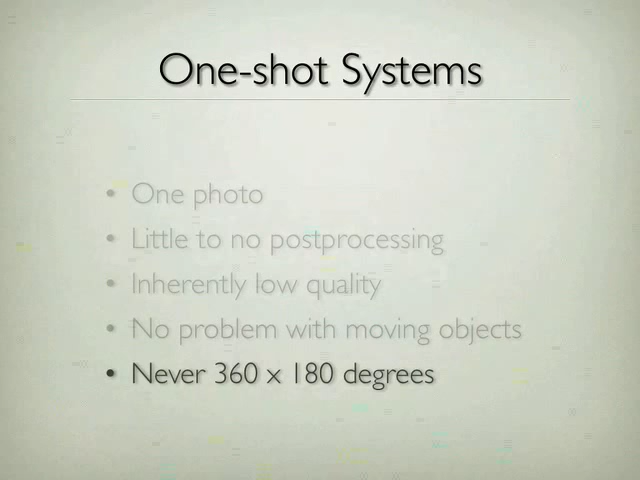 One-shot Systems
• One photo
• Little to no postprocessing
• Inherently low quality
• No problem with moving objects
• Never 360 x 180 degrees